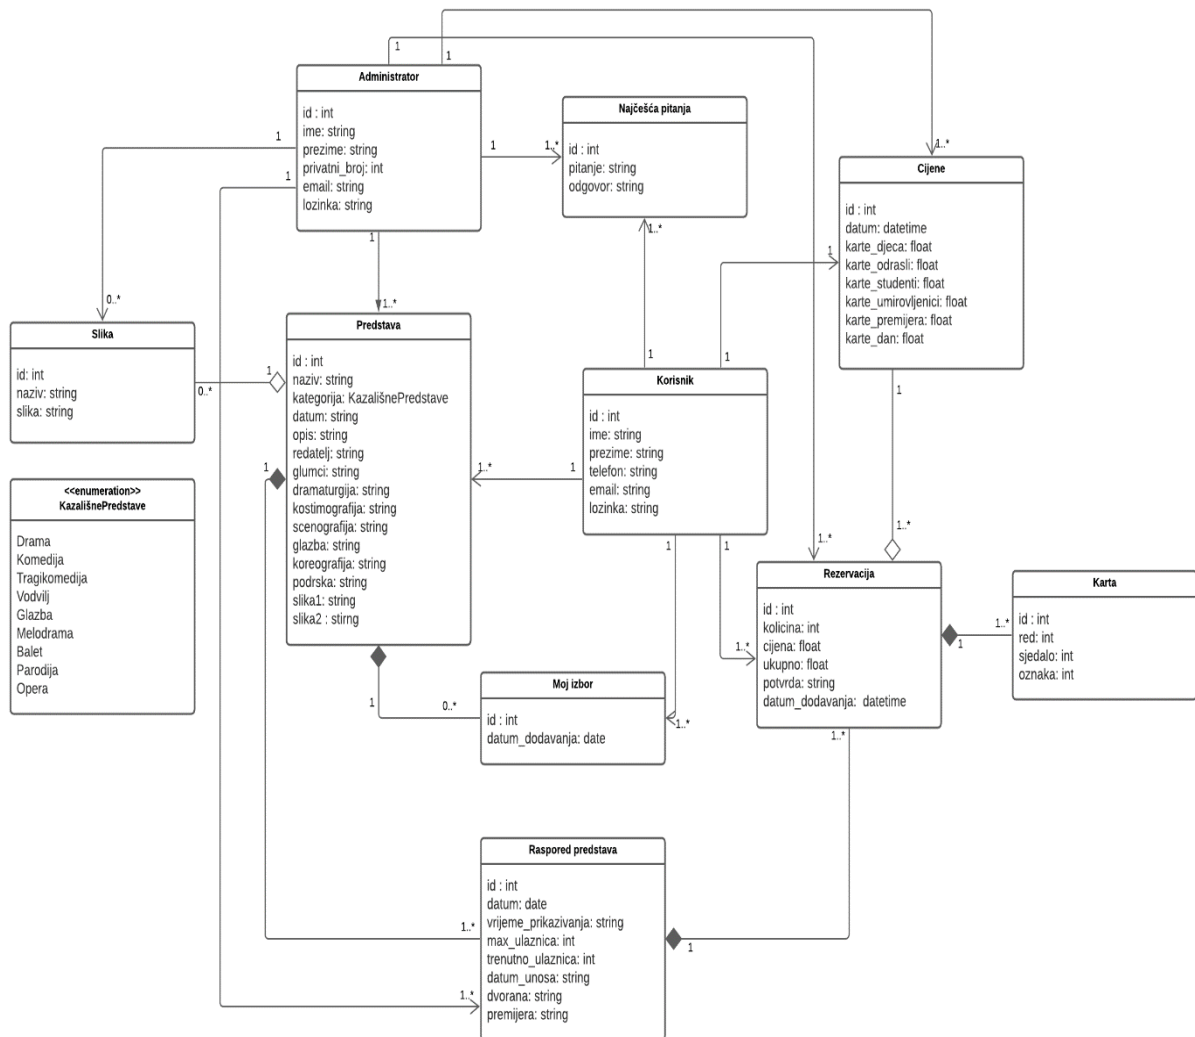 1
1
Administrator
id : int
ime: string
prezime: string
privatni_broj: int
email: string
lozinka: string
1
1
1
1..*
1
1..*
0..*
Najčešća pitanja
id : int
pitanje: string
odgovor: string
1..*
1..*
Cijene
id : int
datum: datetime
karte_djeca: float
karte_odrasli: float
karte_studenti: float
karte_umirovljenici: float
karte_premijera: float
karte_dan: float
1
1
Slika
id: int
naziv: string
slika: string
0..*
1
Predstava
id : int
naziv: string
kategorija: KazališnePredstave
datum: string
opis: string
redatelj: string
glumci: string
dramaturgija: string
kostimografija: string
scenografija: string
glazba: string
koreografija: string
podrska: string
slika1: string
slika2 : stirng
1
1..*
1
1
1
Korisnik
id : int
ime: string
prezime: string
telefon: string
email: string
lozinka: string
1
1
<<enumeration>>
KazališnePredstave
Drama
Komedija
Tragikomedija
Vodvilj
Glazba
Melodrama
Balet
Parodija
Opera
1..*
1..*
1..*
Rezervacija
id : int
kolicina: int
cijena: float
ukupno: float
potvrda: string
datum_dodavanja: datetime
1
1..*
1..*
Karta
id : int
red: int
sjedalo: int
oznaka: int
1
0..*
Moj izbor
id : int
datum_dodavanja: date
1..*
Raspored predstava
id : int
datum: date
vrijeme_prikazivanja: string
max_ulaznica: int
trenutno_ulaznica: int
datum_unosa: string
dvorana: string
premijera: string
1..*
1..*
1